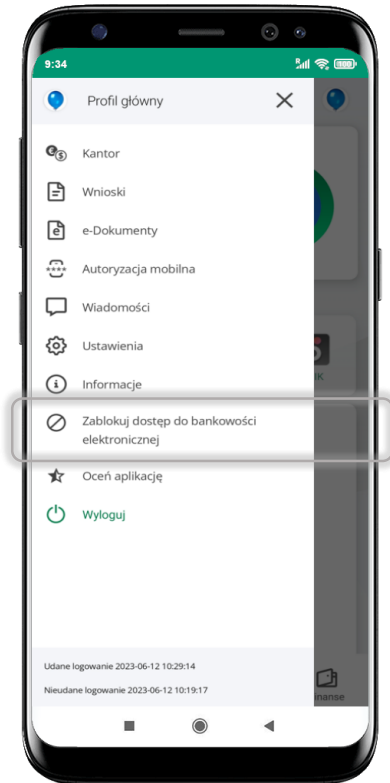 9:34
100
Profil główny
Kantor
Wnioski
e-Dokumenty
Autoryzacja mobilna
Wiadomości
Ustawienia
Informacje
Zablokuj dostęp do bankowości
elektronicznej
Oceń aplikację
Wyloguj
Udane logowanie 2023-06-12 10:29:14
Nieudane logowanie 2023-06-12 10:19:17